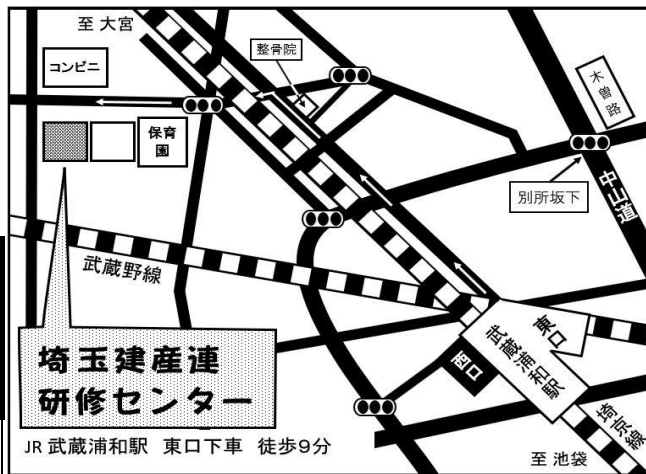 至 大宮
整骨院
コンビニ
木曽路
保育
園
別所坂下
中山道
武蔵野線
埼玉建産連
研修センター
東口
武蔵浦和駅
西口
埼京線
JR 武蔵浦和駅 東口下車 徒歩9分
至 池袋